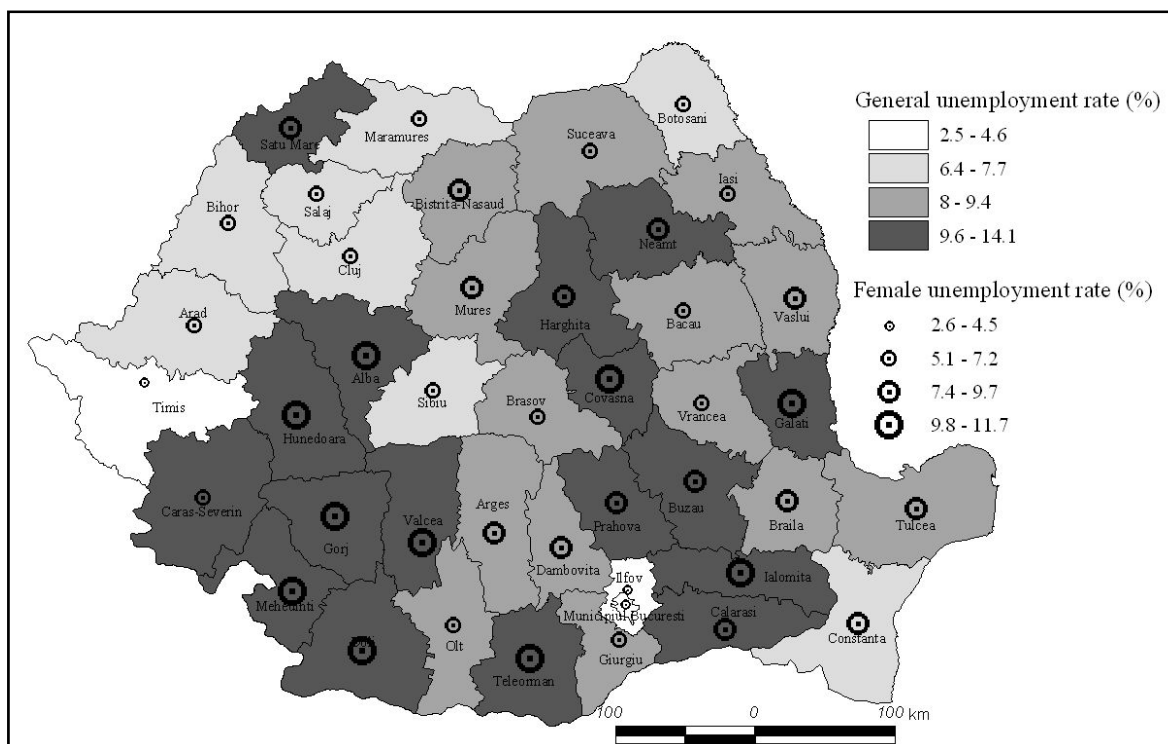 General unemployment rate (%)
2.5 - 4.6
6.4 - 7.7
8 - 9.4
9.6 - 14.1
Female unemployment rate (%)
2.6 - 4.5
5.1 - 7.2
7.4 - 9.7
9.8 - 11.7
Botosani
Maramures
Suceava
Satu Mare
Iasi
Salaj
Bistrita-Nasaud
Bihor
Neamt
Cluj
Mures
Harghita
Bacau
Vaslui
Arad
Alba
Sibiu
Brasov
Covasna
Vrancea
Galati
Timis
Hunedoara
Caras-Severin
Gorj
Valcea
Arges
Prahova
Buzau
Braila
Tulcea
Dambovita
Ilfov
Ialomita
Mehedinti
Municipiul Bucuresti
Calarasi
Constanta
Olt
Giurgiu
Teleorman
100 0 100 km